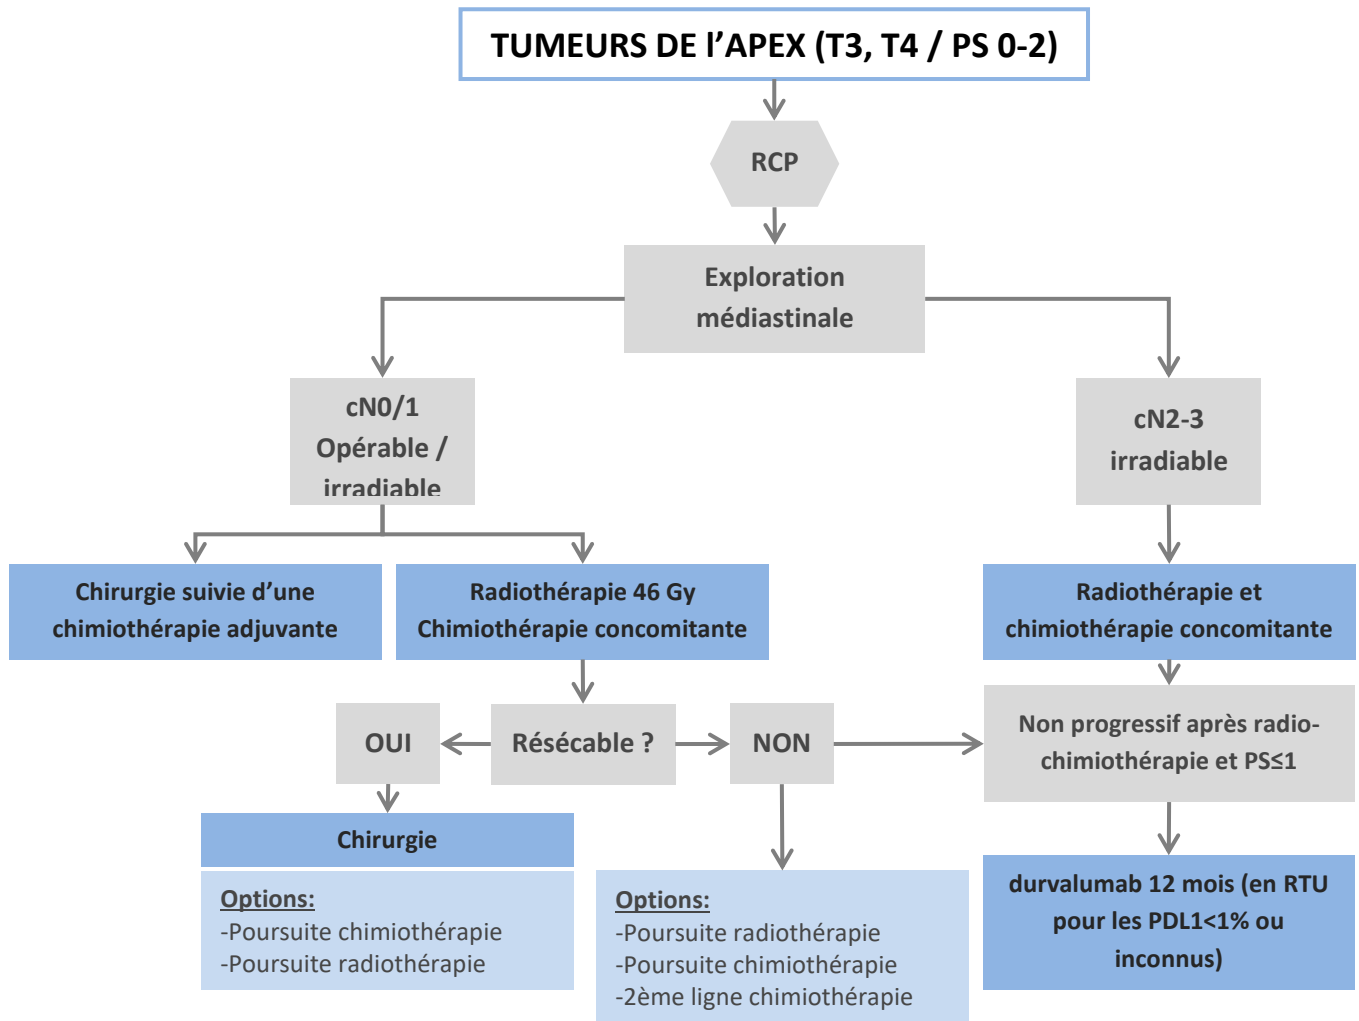 TUMEURS DE l'APEX (T3, T4 / PS 0-2)
RCP
Exploration
médiastinale
cN0/1
Opérable /
irradiable
cN2-3
irradiable
Chirurgie suivie d'une
chimiothérapie adjuvante
Radiothérapie 46 Gy
Chimiothérapie concomitante
Radiothérapie et
chimiothérapie concomitante
OUI
Résécable ?
NON
Non progressif après radio-
chimiothérapie et PS≤1
Chirurgie
Options:
-Poursuite chimiothérapie
-Poursuite radiothérapie
Options:
-Poursuite radiothérapie
-Poursuite chimiothérapie
-2ème ligne chimiothérapie
durvalumab 12 mois (en RTU
pour les PDL1<1% ou
inconnus)